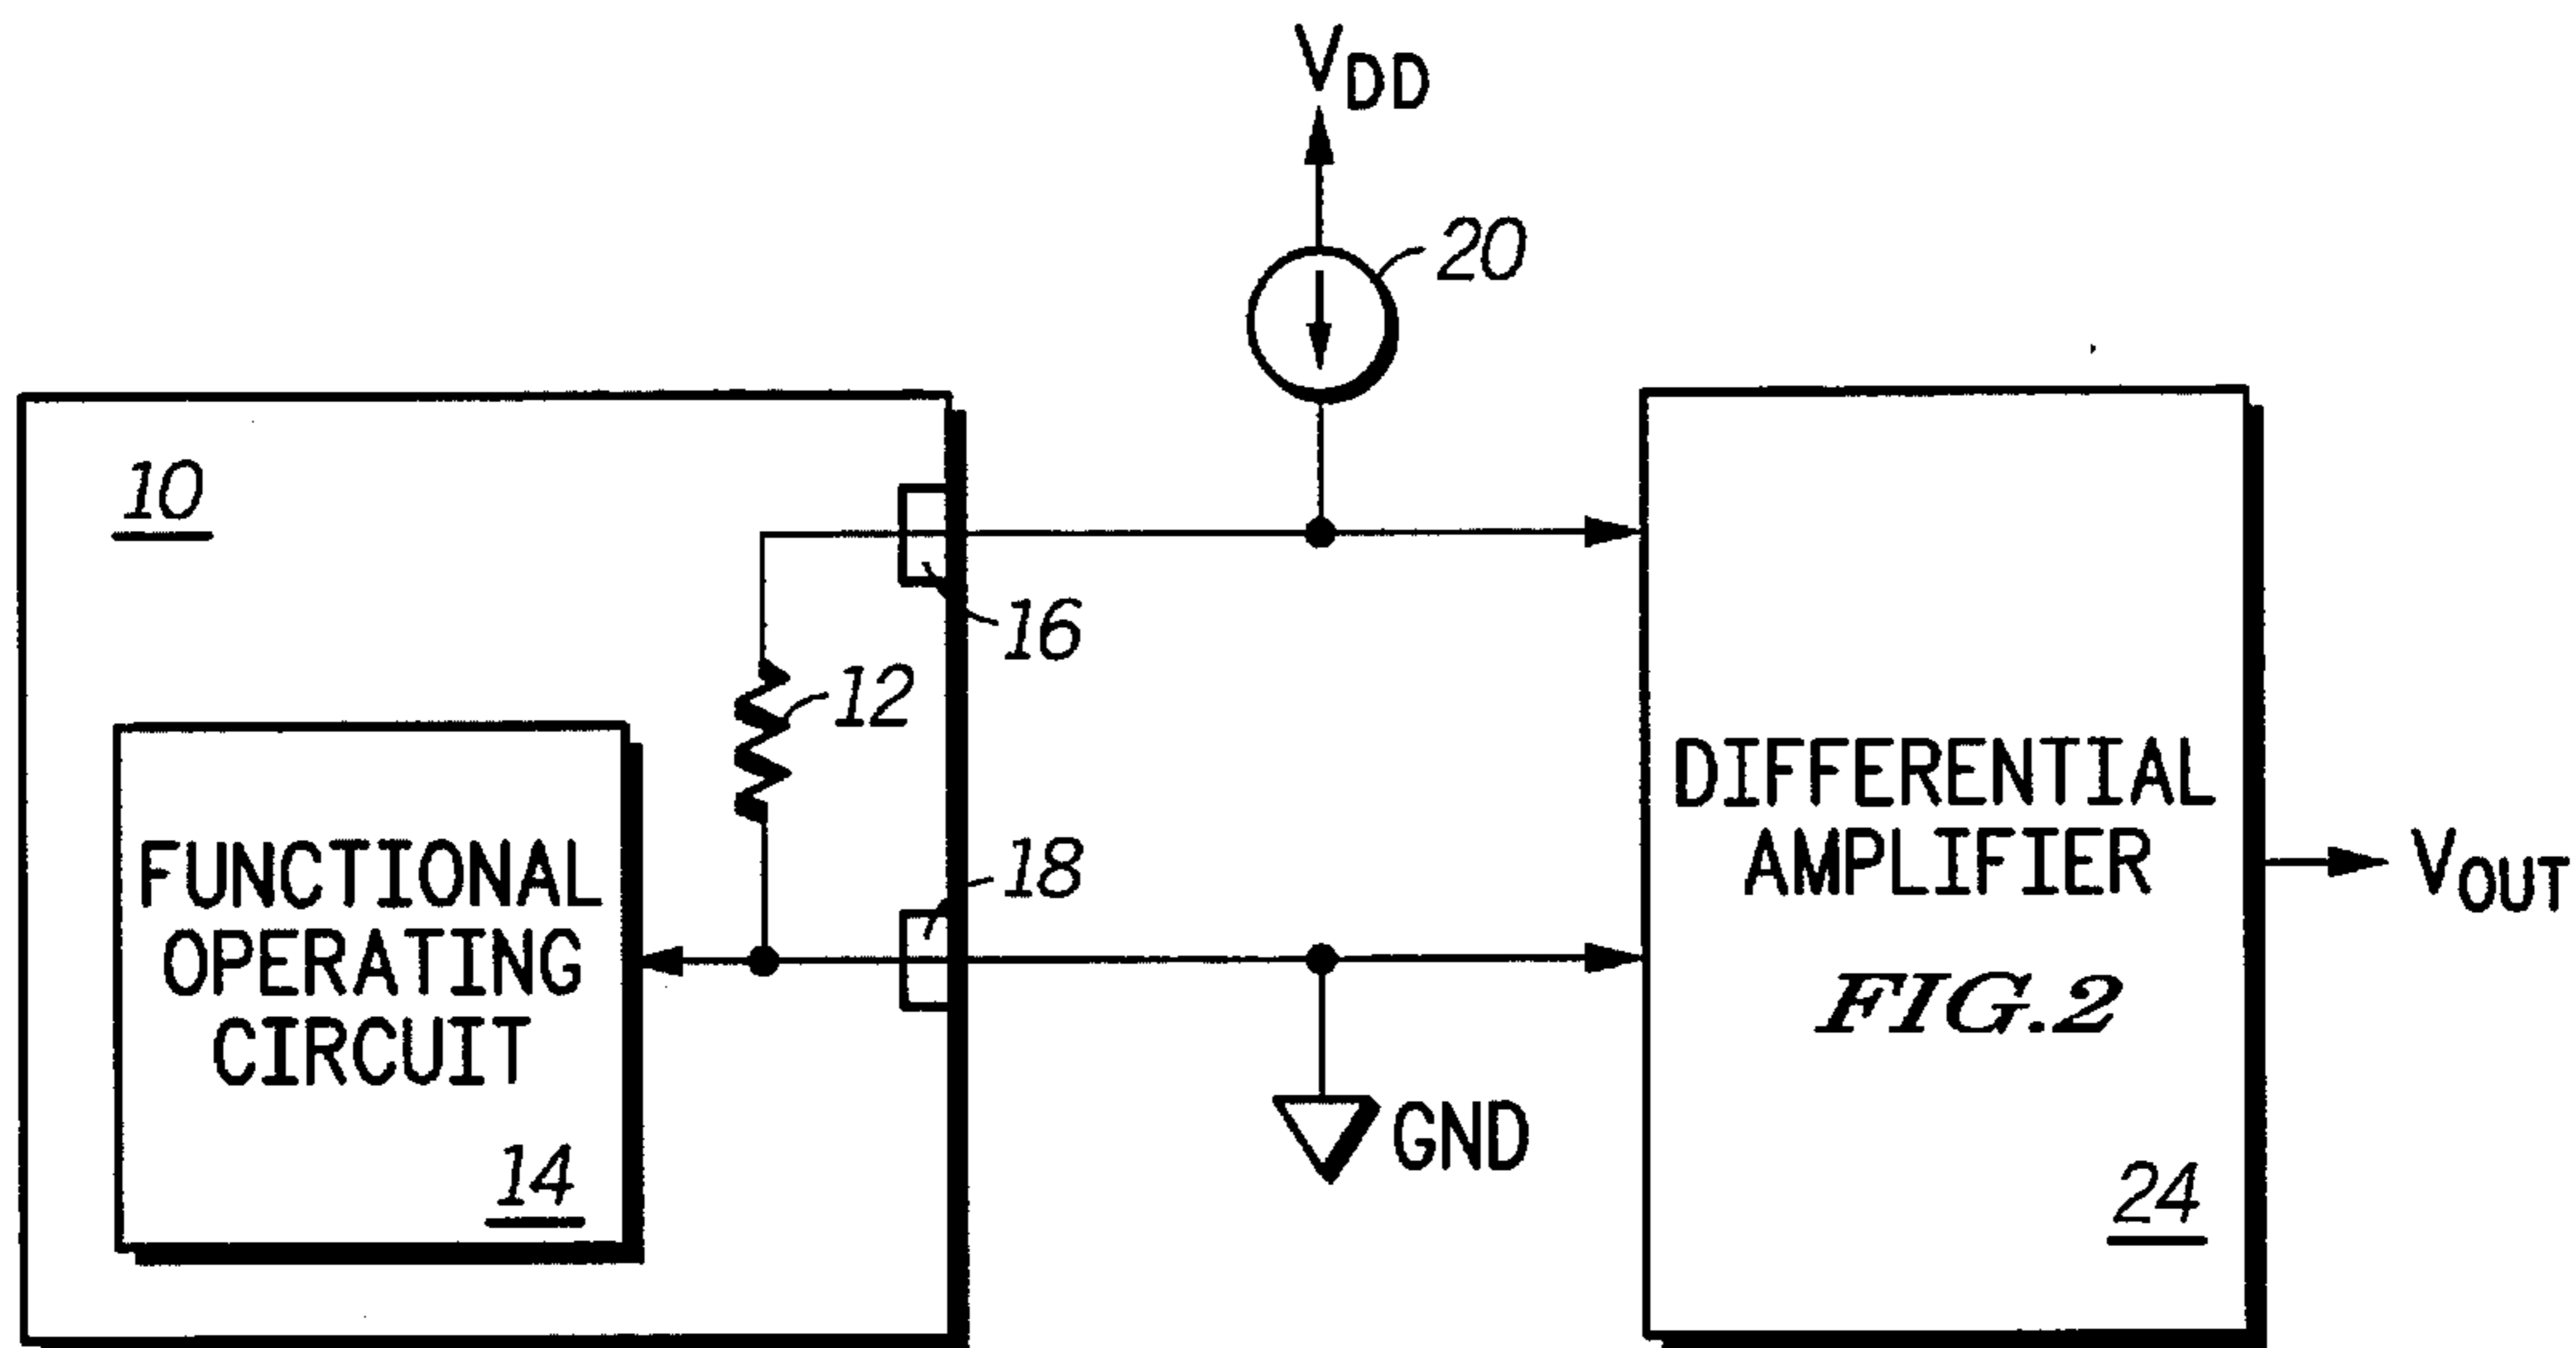 VDD
20
10
16
12
18
FUNCTIONAL
OPERATING
CIRCUIT
14
GND
DIFFERENTIAL
AMPLIFIER
FIG.2
24
VOUT